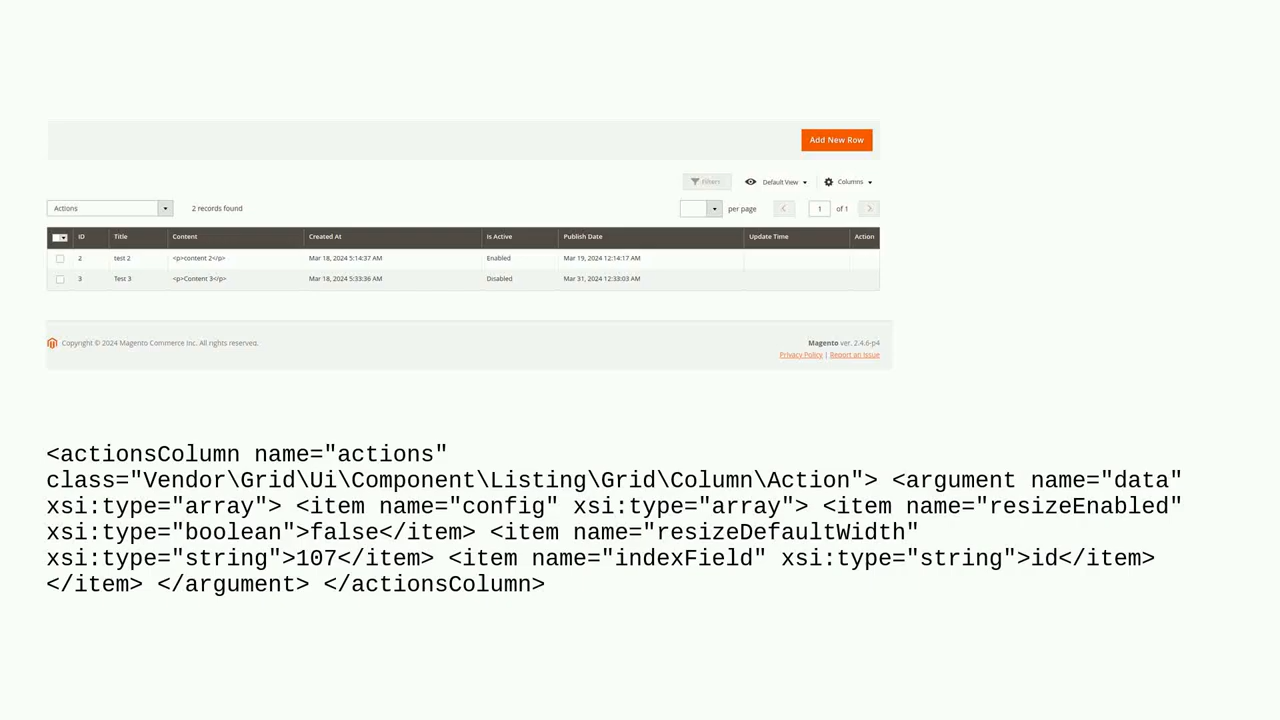 Add New Row
Filters Default View Columns
Actions 2 records found per page 1 of 1
ID Title Content Created At Is Active Publish Date Update Time Action
2 test 2 <p>content 2</p> Mar 18, 2024 5:14:37 AM Enabled Mar 19, 2024 12:14:17 AM
3 Test 3 <p>Content 3</p> Mar 18, 2024 5:33:36 AM Disabled Mar 31, 2024 12:33:03 AM
Copyright © 2024 Magento Commerce Inc. All rights reserved. Magento ver. 2.4.6-p4
Privacy Policy | Report an Issue
<actionsColumn name="actions"
class="Vendor\Grid\Ui\Component\Listing\Grid\Column\Action"> <argument name="data"
xsi:type="array"> <item name="config" xsi:type="array"> <item name="resizeEnabled"
xsi:type="boolean">false</item> <item name="resizeDefaultWidth"
xsi:type="string">107</item> <item name="indexField" xsi:type="string">id</item>
</item> </argument> </actionsColumn>